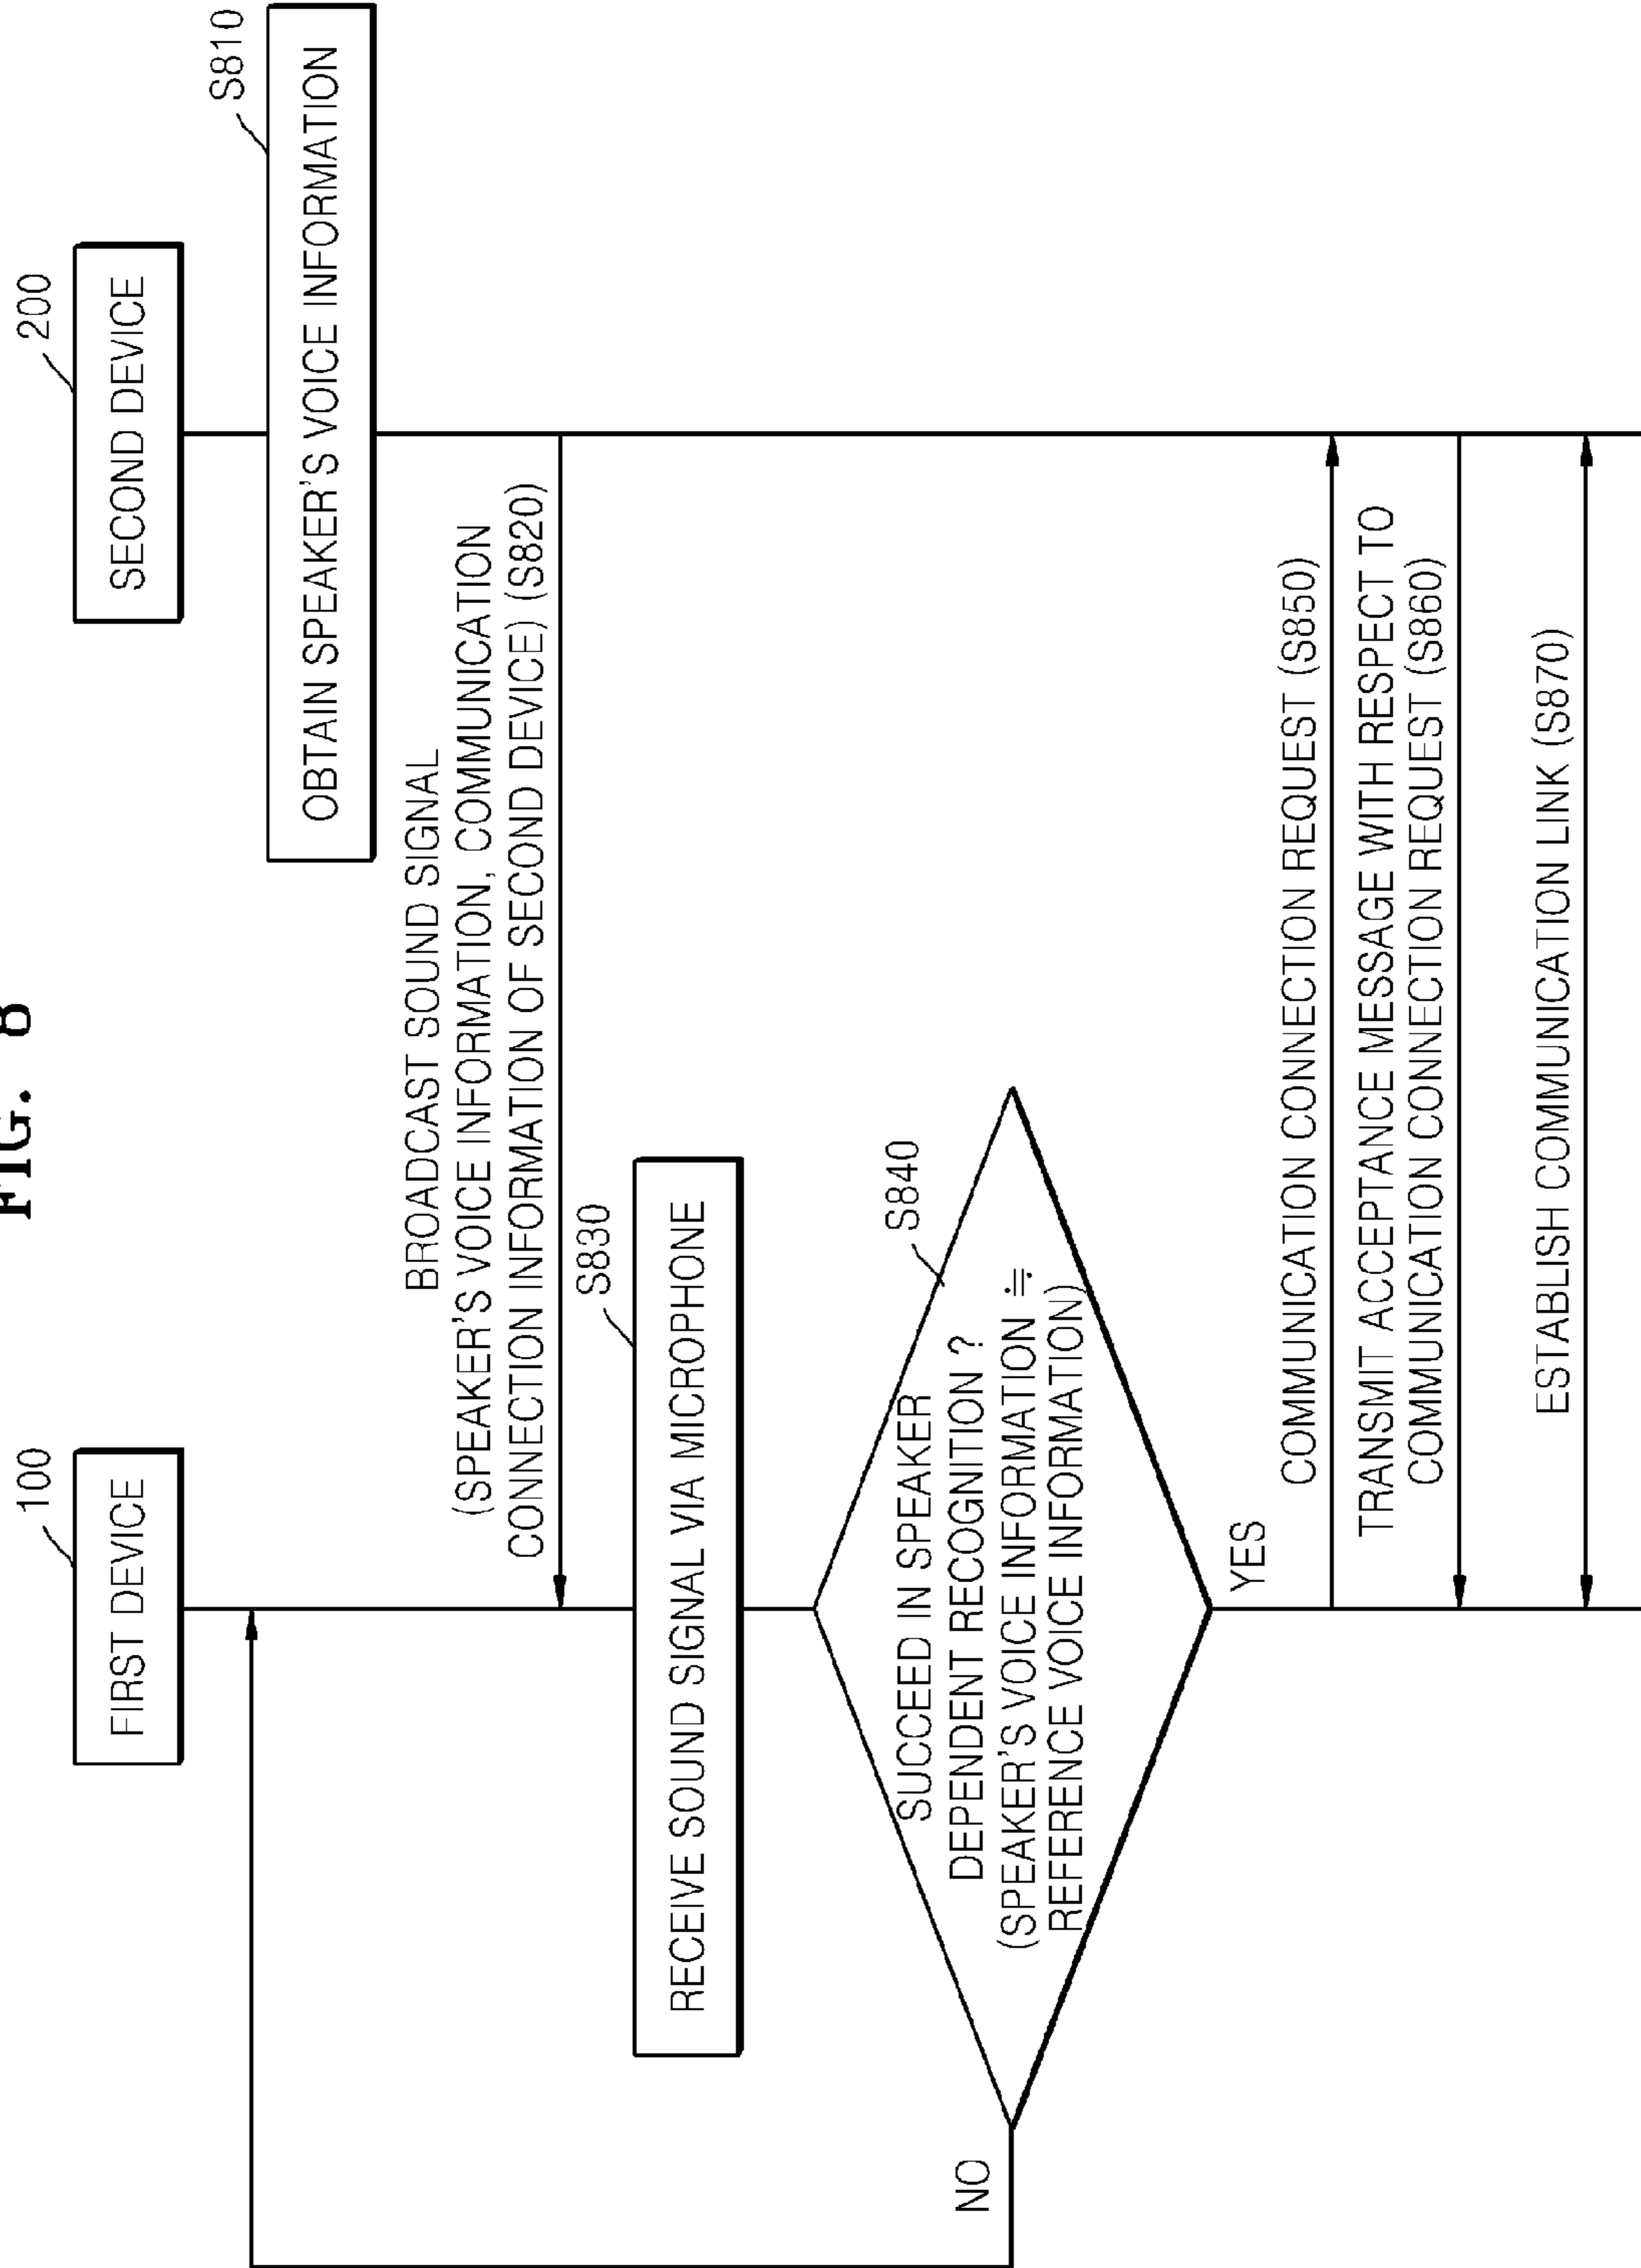 FIG. 8
100
FIRST DEVICE
200
SECOND DEVICE
S810
OBTAIN SPEAKER'S VOICE INFORMATION
BROADCAST SOUND SIGNAL
(SPEAKER'S VOICE INFORMATION, COMMUNICATION
CONNECTION INFORMATION OF SECOND DEVICE) (S820)
S830
RECEIVE SOUND SIGNAL VIA MICROPHONE
S840
SUCCEED IN SPEAKER
DEPENDENT RECOGNITION ?
(SPEAKER'S VOICE INFORMATION ≒
REFERENCE VOICE INFORMATION)
NO
YES
COMMUNICATION CONNECTION REQUEST (S850)
TRANSMIT ACCEPTANCE MESSAGE WITH RESPECT TO
COMMUNICATION CONNECTION REQUEST (S860)
ESTABLISH COMMUNICATION LINK (S870)